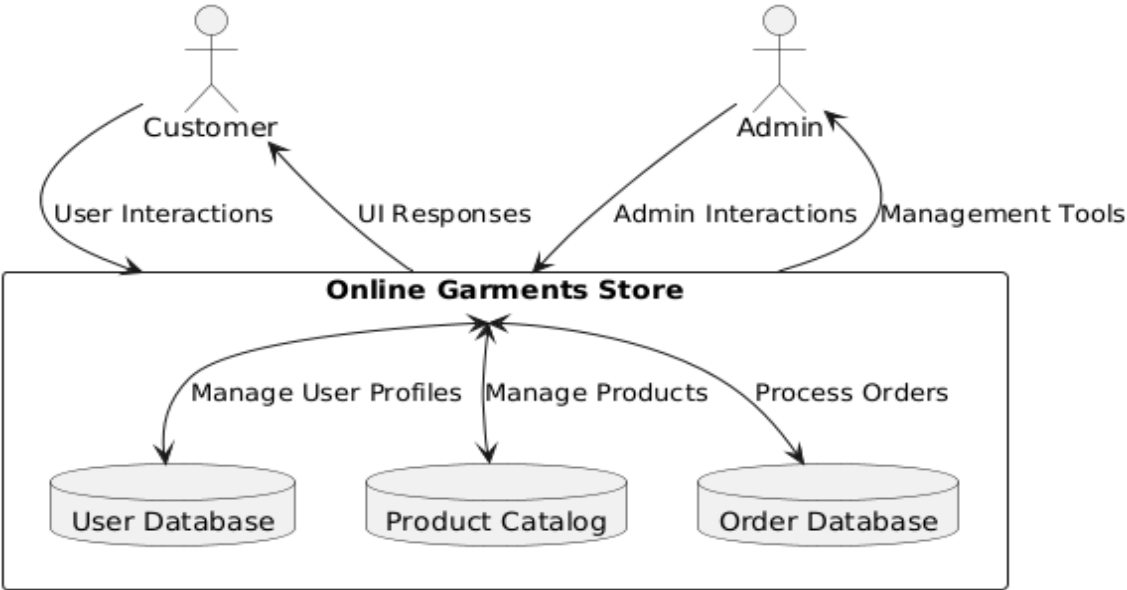 Customer
Admin
User Interactions
UI Responses
Admin Interactions
Management Tools
Online Garments Store
Manage User Profiles
Manage Products
Process Orders
User Database
Product Catalog
Order Database